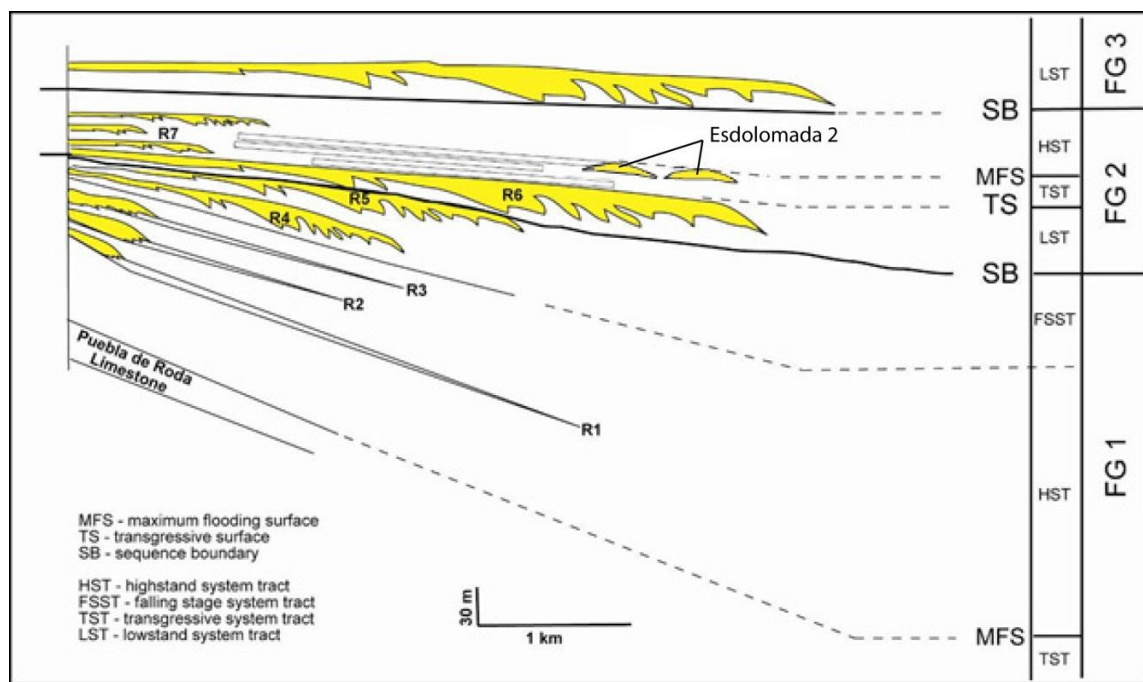 LST
FG 3
SB
Esdolomada 2
R7
HST
MFS
TST
TS
FG 2
R6
R5
R4
LST
SB
R3
R2
FSST
Puebla de Roda
Limestone
R1
HST
FG 1
MFS - maximum flooding surface
TS - transgressive surface
SB - sequence boundary
HST - highstand system tract
FSST - falling stage system tract
TST - transgressive system tract
LST - lowstand system tract
30 m
1 km
MFS
TST